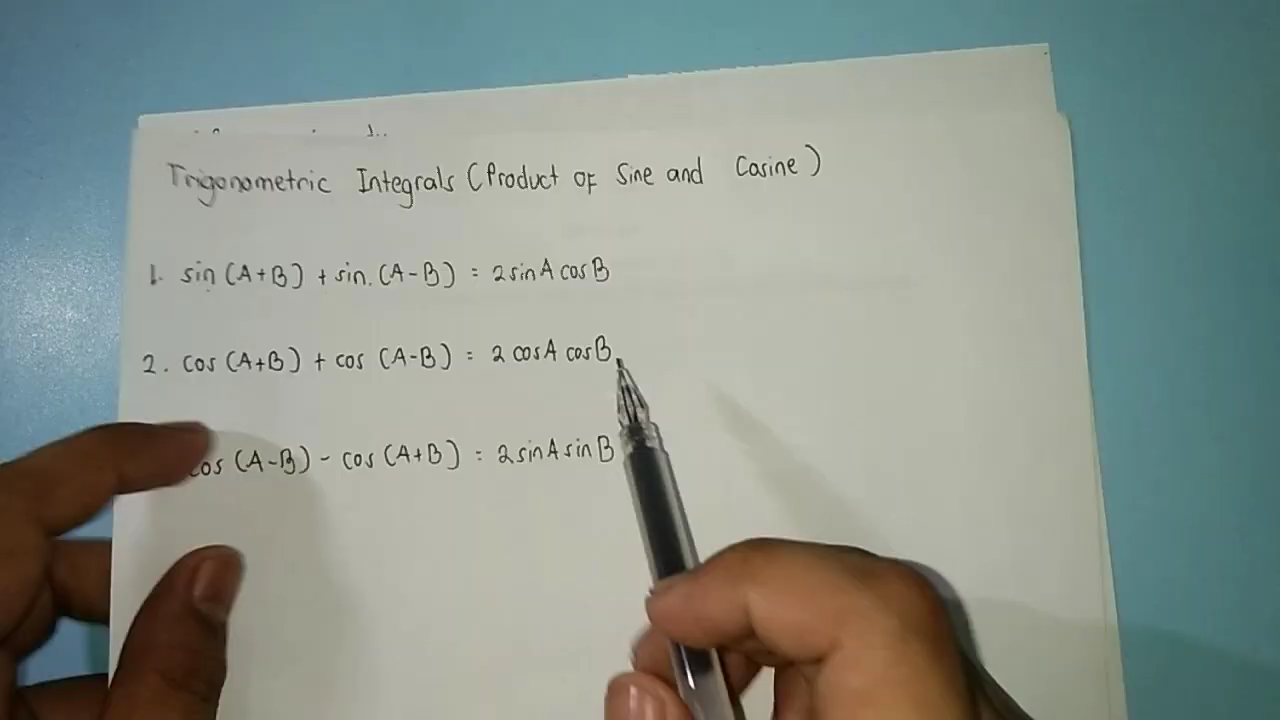 Trigonometric Integrals (Product of Sine and Cosine)
1. sin (A+B) + sin. (A-B) = 2 sin A cos B
2. cos (A+B) + cos (A-B) = 2 cos A cos B
cos (A-B) - cos (A+B) = 2 sin A sin B